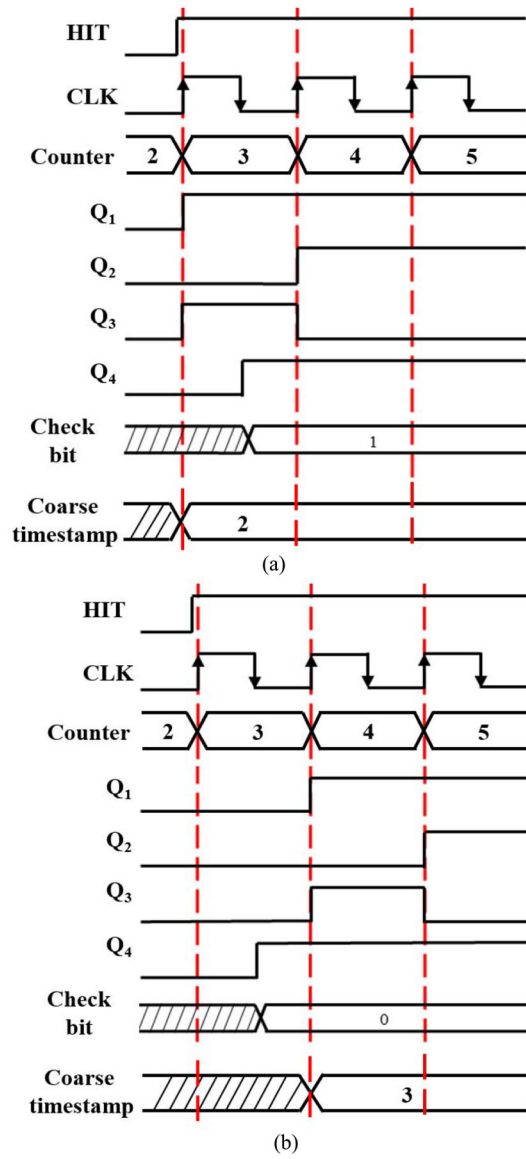 HIT
CLK
Counter 2 3 4 5
Q1
Q2
Q3
Q4
Check
bit
1
Coarse
timestamp
2
(a)
HIT
CLK
Counter 2 3 4 5
Q1
Q2
Q3
Q4
Check
bit
0
Coarse
timestamp
3
(b)